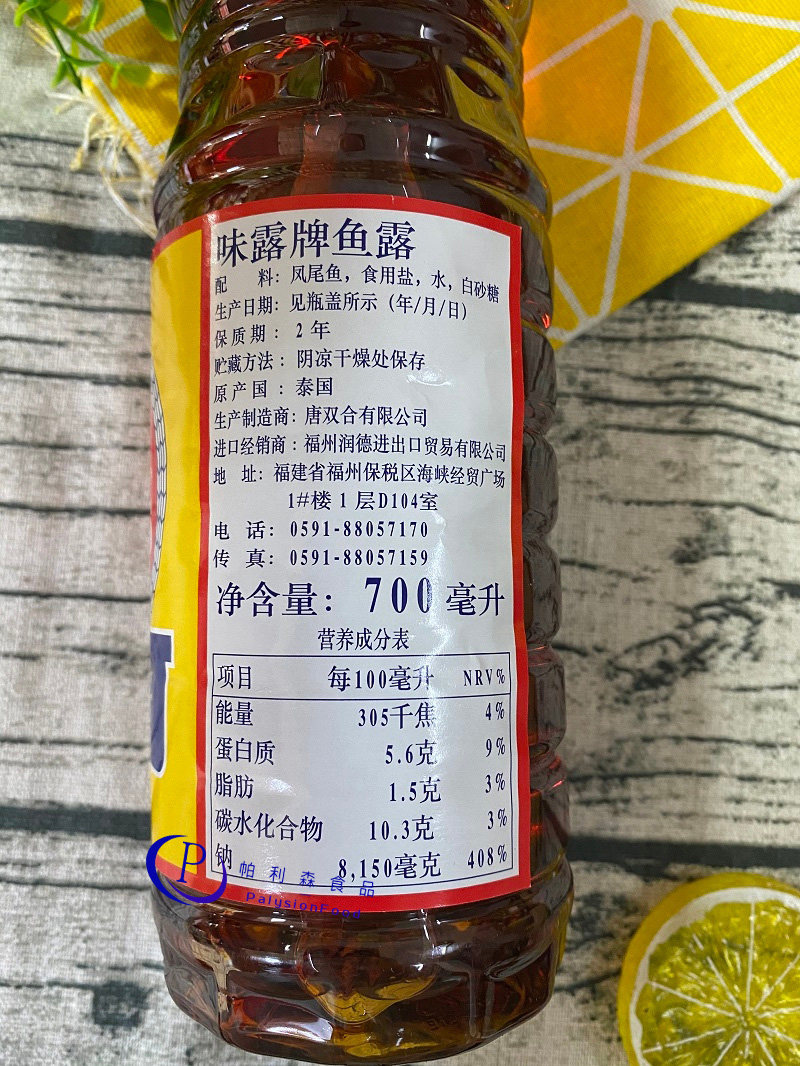 味露牌鱼露
配 料: 凤尾鱼, 食用盐, 水, 白砂糖
生产日期: 见瓶盖所示 (年/月/日)
保质期: 2年
贮藏方法: 阴凉干燥处保存
原产国: 泰国
生产制造商: 唐双合有限公司
进口经销商: 福州润德进出口贸易有限公司
地 址: 福建省福州保税区海峡经贸广场
1#楼1层D104室
电 话: 0591-88057170
传 真: 0591-88057159
净含量: 700毫升
营养成分表
项目 每100毫升 NRV%
能量 305千焦 4%
蛋白质 5.6克 9%
脂肪 1.5克 3%
碳水化合物 10.3克 3%
钠 8,150毫克 408%
P 帕利森食品
PalysionFood